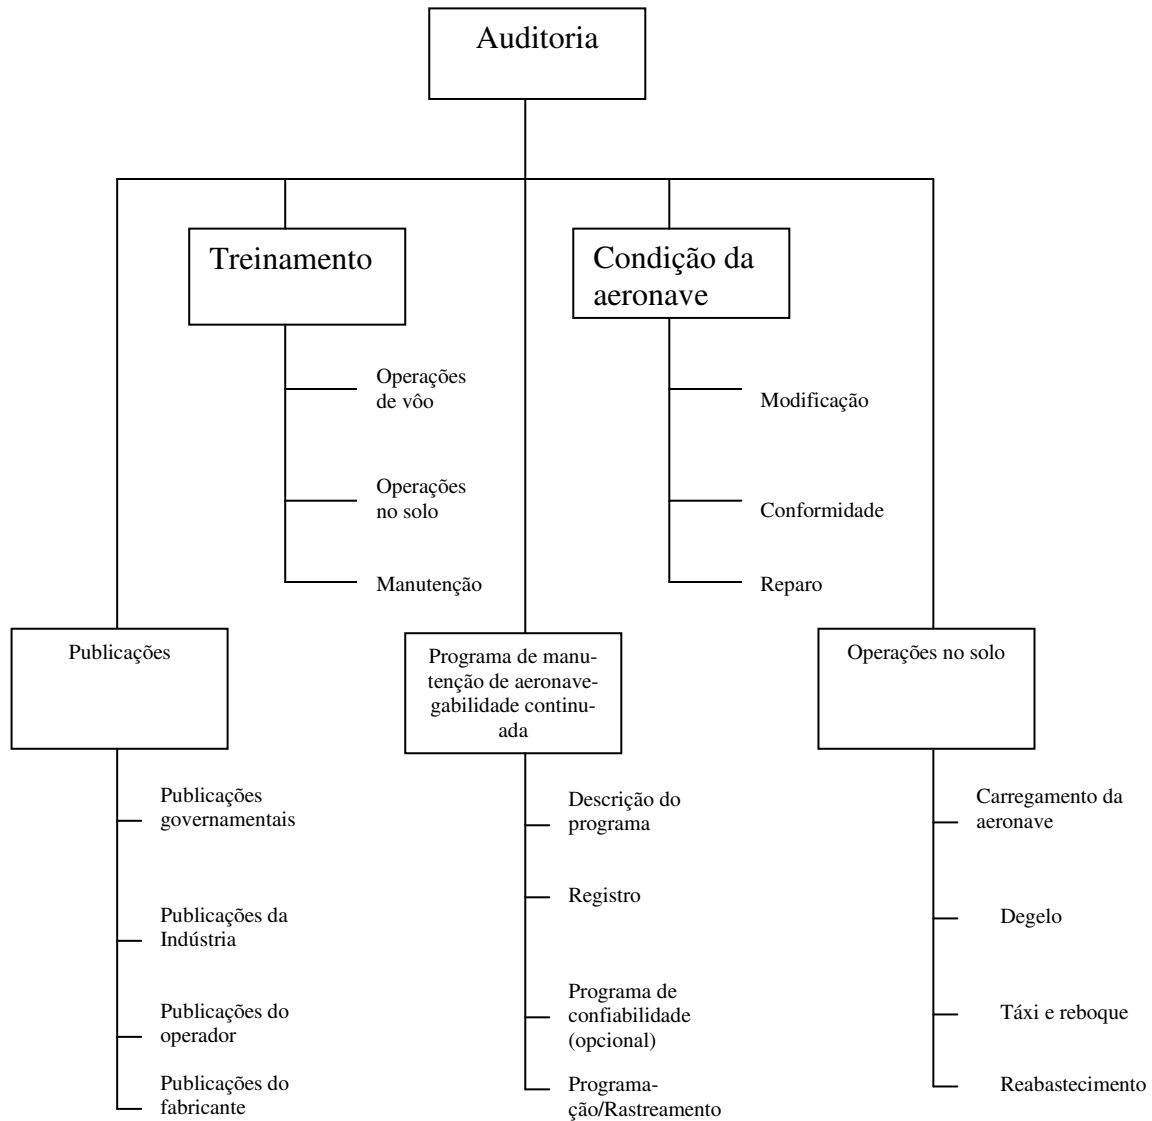 Auditoria
Treinamento
Condição da
aeronave
Operações
de vôo
Modificação
Operações
no solo
Conformidade
Manutenção
Reparo
Publicações
Programa de manu-
tenção de aeronave-
gabilidade continu-
ada
Operações no solo
Publicações
governamentais
Descrição do
programa
Carregamento da
aeronave
Registro
Publicações da
Indústria
Degelo
Programa de
confiabilidade
(opcional)
Publicações do
operador
Táxi e reboque
Publicações do
fabricante
Programa-
ção/Rastreamento
Reabastecimento